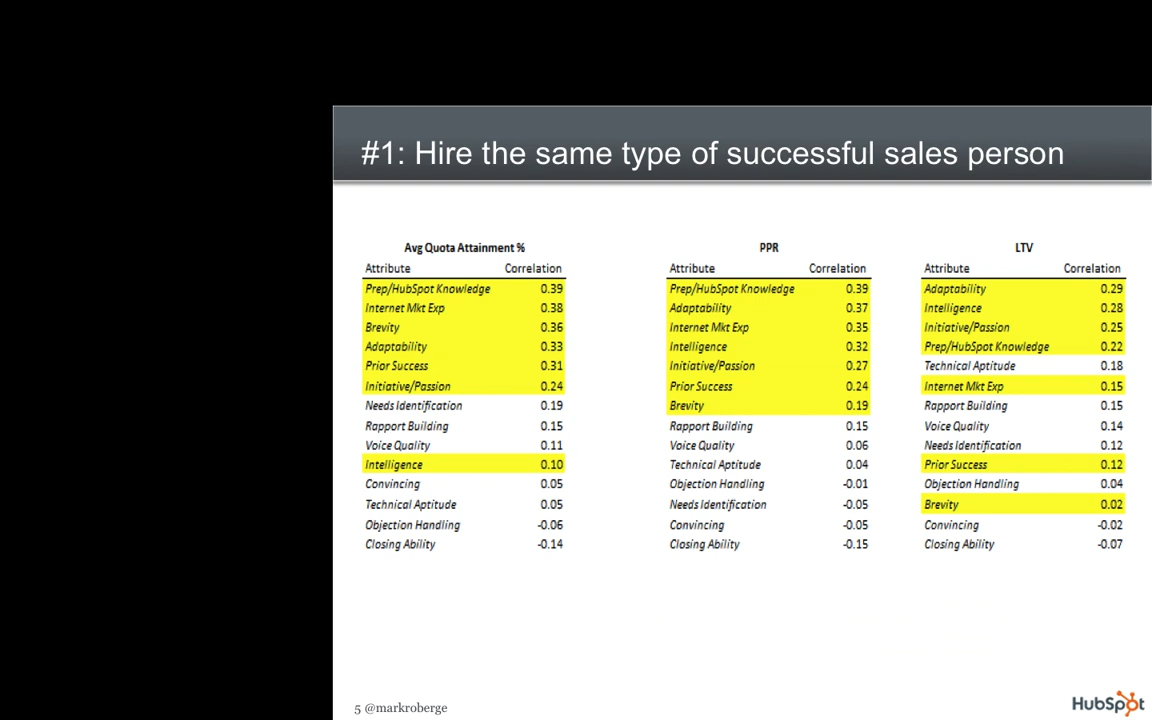 #1: Hire the same type of successful sales person
Avg Quota Attainment %
Attribute Correlation
Prep/HubSpot Knowledge 0.39
Internet Mkt Exp 0.38
Brevity 0.36
Adaptability 0.33
Prior Success 0.31
Initiative/Passion 0.24
Needs Identification 0.19
Rapport Building 0.15
Voice Quality 0.11
Intelligence 0.10
Convincing 0.05
Technical Aptitude 0.05
Objection Handling -0.06
Closing Ability -0.14
PPR
Attribute Correlation
Prep/HubSpot Knowledge 0.39
Adaptability 0.37
Internet Mkt Exp 0.35
Intelligence 0.32
Initiative/Passion 0.27
Prior Success 0.24
Brevity 0.19
Rapport Building 0.15
Voice Quality 0.06
Technical Aptitude 0.04
Objection Handling -0.01
Needs Identification -0.05
Convincing -0.05
Closing Ability -0.15
LTV
Attribute Correlation
Adaptability 0.29
Intelligence 0.28
Initiative/Passion 0.25
Prep/HubSpot Knowledge 0.22
Technical Aptitude 0.18
Internet Mkt Exp 0.15
Rapport Building 0.15
Voice Quality 0.14
Needs Identification 0.12
Prior Success 0.12
Objection Handling 0.04
Brevity 0.02
Convincing -0.02
Closing Ability -0.07
5 @markroberge
HubSpot